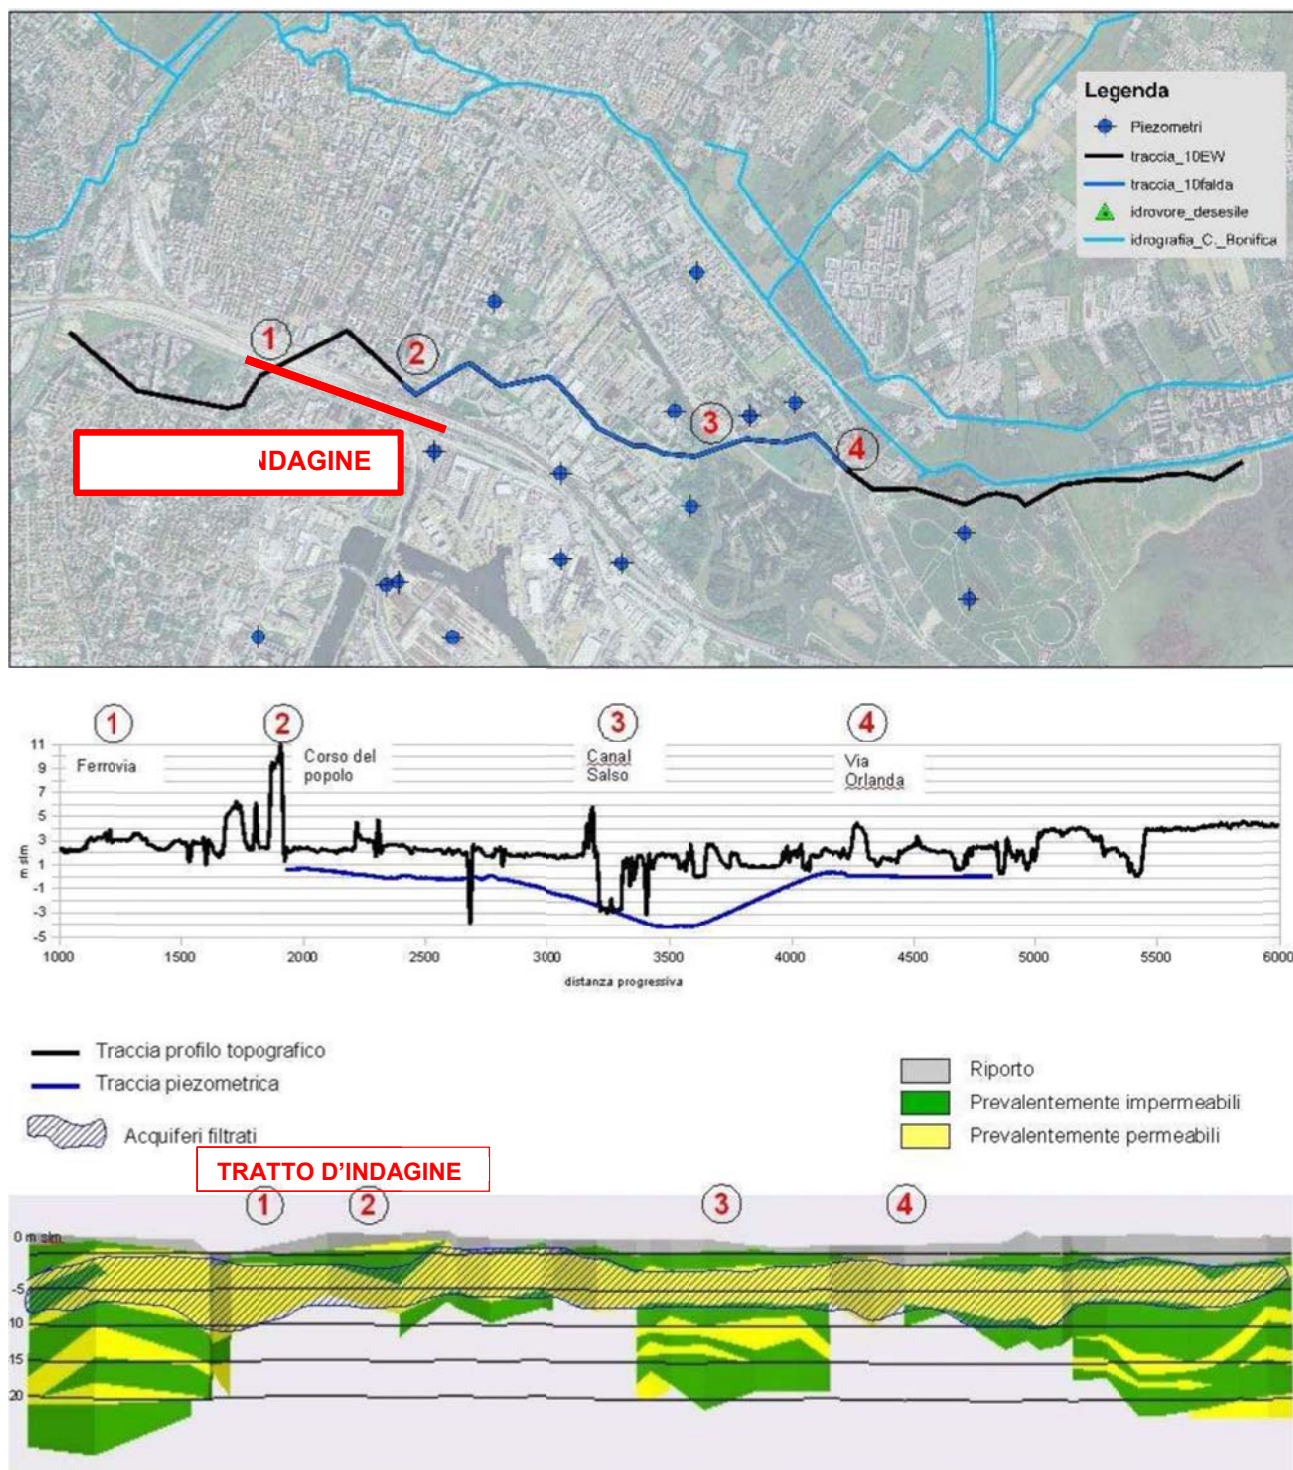 Legenda
Piezometri
traccia_10EW
traccia_10falda
idrovore_desesile
idrografia_C._Bonifica
1
2
3
4
NDAGINE
1
2
3
4
Ferrovia
Corso del
popolo
Canal
Salso
Via
Orlanda
m slm
11
9
7
5
3
1
-1
-3
-5
1000 1500 2000 2500 3000 3500 4000 4500 5000 5500 6000
distanza progressiva
Traccia profilo topografico
Traccia piezometrica
Acquiferi filtrati
Riporto
Prevalentemente impermeabili
Prevalentemente permeabili
TRATTO D'INDAGINE
1
2
3
4
0 m slm
-5
10
15
20